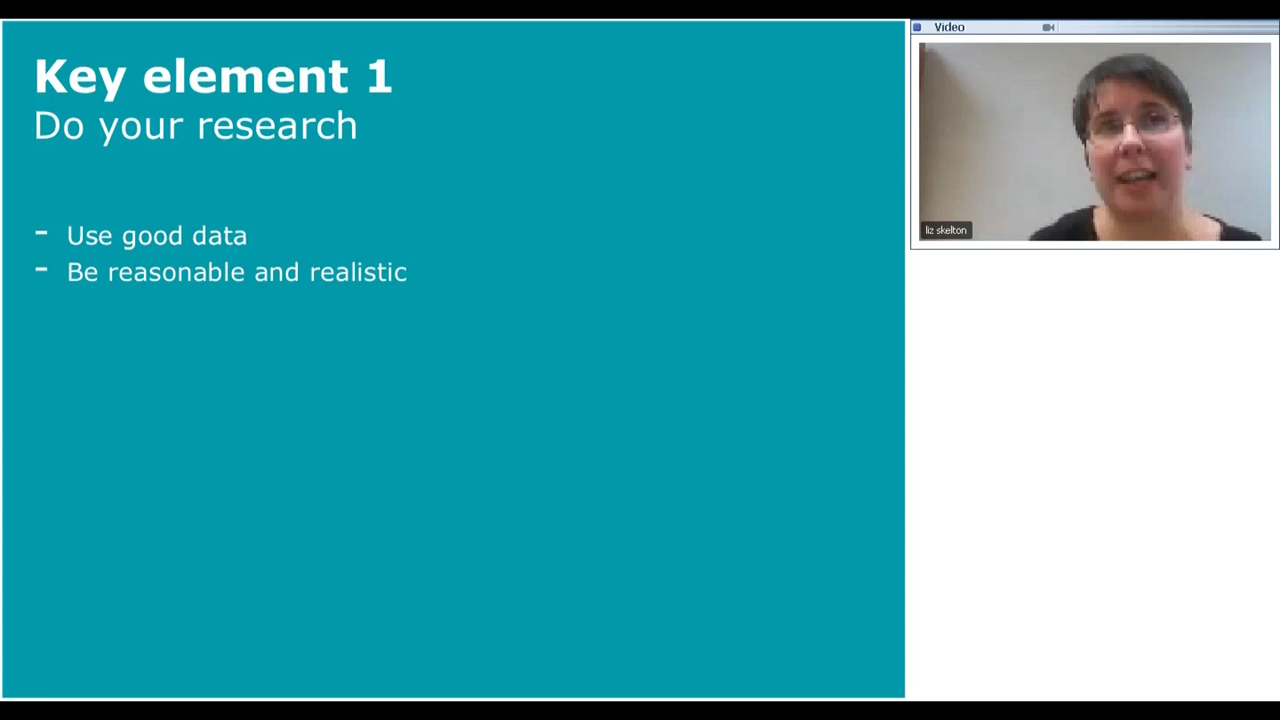 Key element 1
Do your research
- Use good data
- Be reasonable and realistic
Video
liz skelton